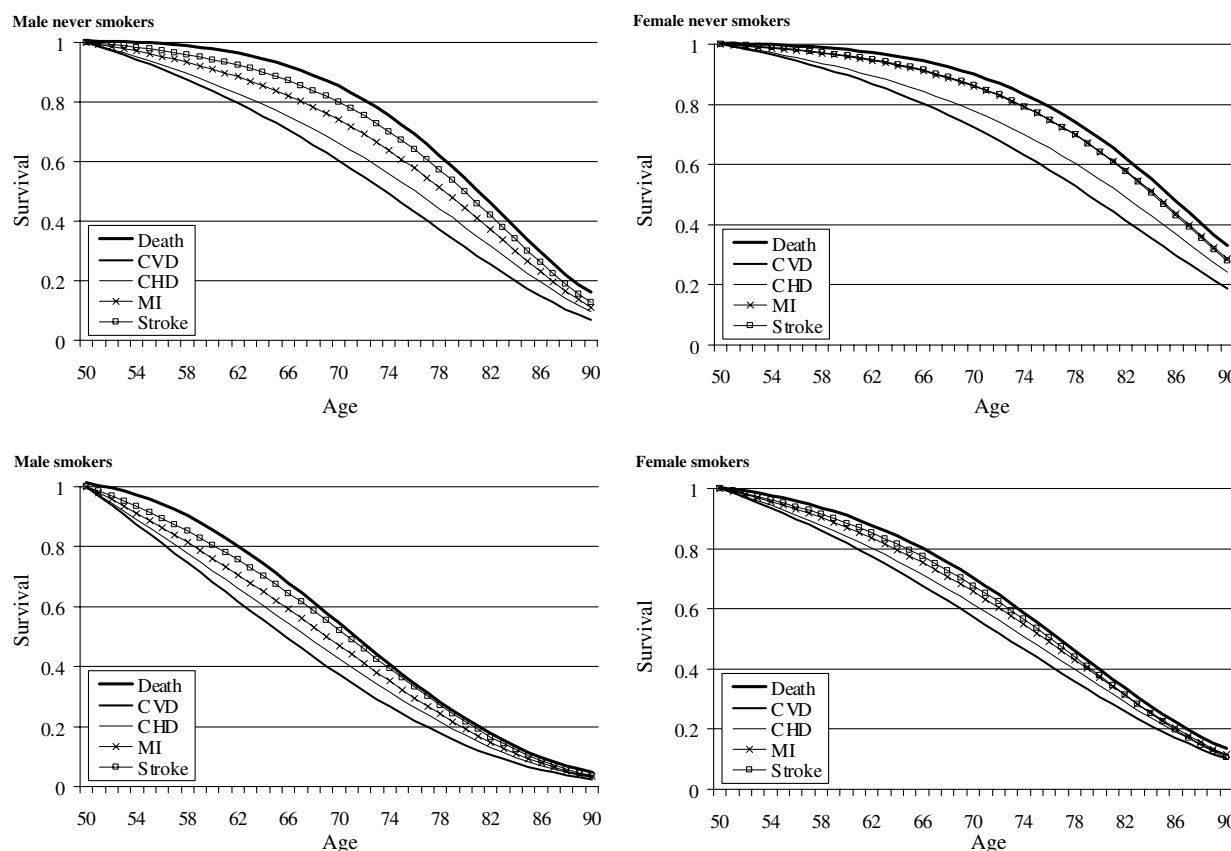 Male never smokers
1
0.8
0.6
0.4
0.2
0
Survival
Death
CVD
CHD
MI
Stroke
50 54 58 62 66 70 74 78 82 86 90
Age
Female never smokers
1
0.8
0.6
0.4
0.2
0
Survival
Death
CVD
CHD
MI
Stroke
50 54 58 62 66 70 74 78 82 86 90
Age
Male smokers
1
0.8
0.6
0.4
0.2
0
Survival
Death
CVD
CHD
MI
Stroke
50 54 58 62 66 70 74 78 82 86 90
Age
Female smokers
1
0.8
0.6
0.4
0.2
0
Survival
Death
CVD
CHD
MI
Stroke
50 54 58 62 66 70 74 78 82 86 90
Age